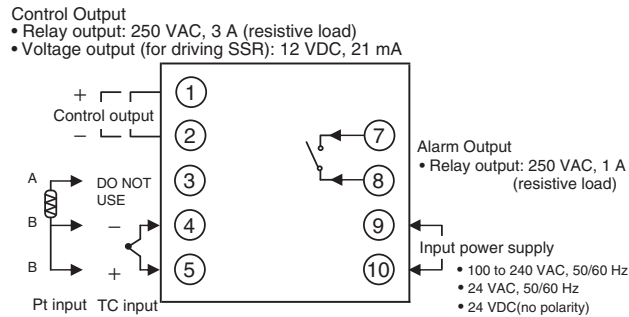 Control Output
• Relay output: 250 VAC, 3 A (resistive load)
• Voltage output (for driving SSR): 12 VDC, 21 mA
+
Control output
−
1
2
3
4
5
7
8
9
10
A
B
B
DO NOT
USE
−
+
Pt input
TC input
Alarm Output
• Relay output: 250 VAC, 1 A
(resistive load)
Input power supply
• 100 to 240 VAC, 50/60 Hz
• 24 VAC, 50/60 Hz
• 24 VDC(no polarity)